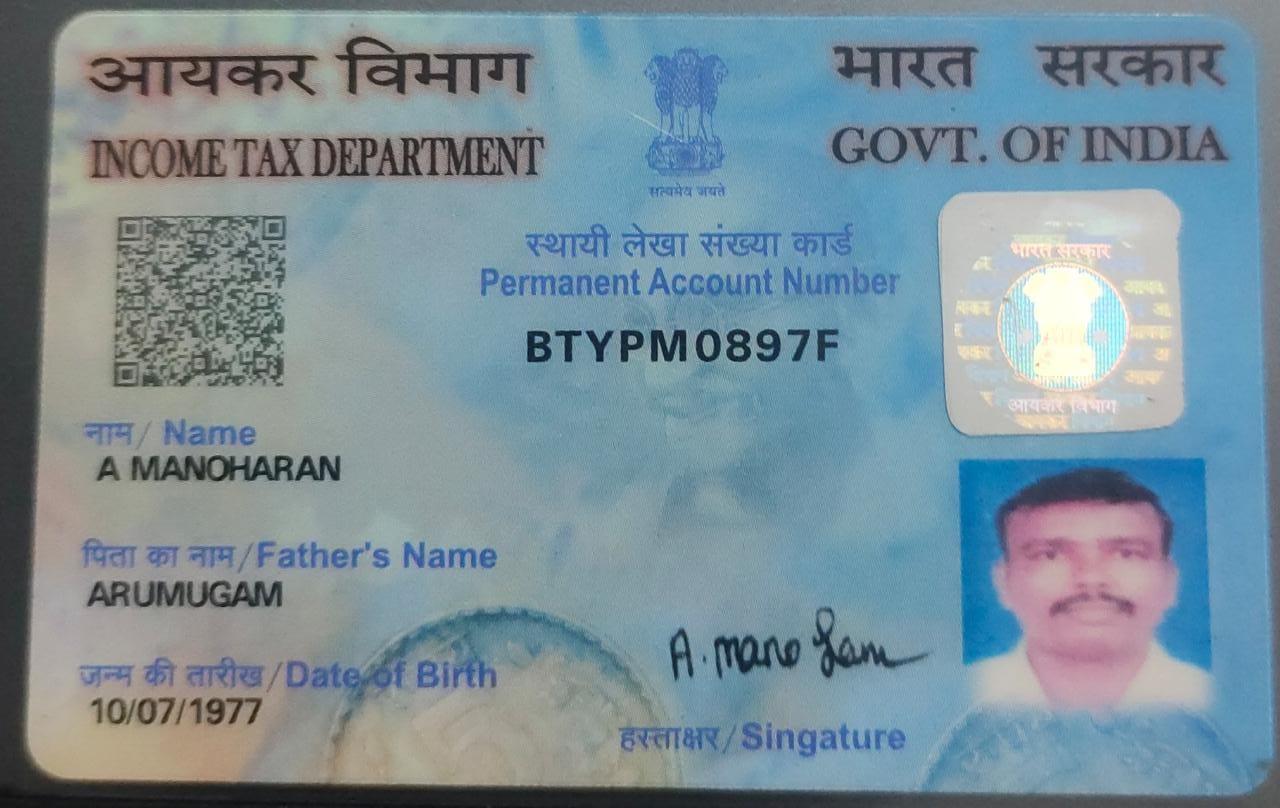 आयकर विभाग
INCOME TAX DEPARTMENT
सत्यमेव जयते
भारत सरकार
GOVT. OF INDIA
स्थायी लेखा संख्या कार्ड
Permanent Account Number
BTYPM0897F
भारत सरकार
आयकर विभाग
नाम/ Name
A MANOHARAN
पिता का नाम/Father's Name
ARUMUGAM
जन्म की तारीख/Date of Birth
10/07/1977
A. mano
हस्ताक्षर/Singature